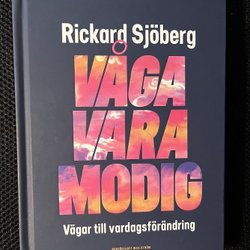 Rickard Sjöberg
VÅGA
VARA
MODIG
Vägar till vardagsförändring